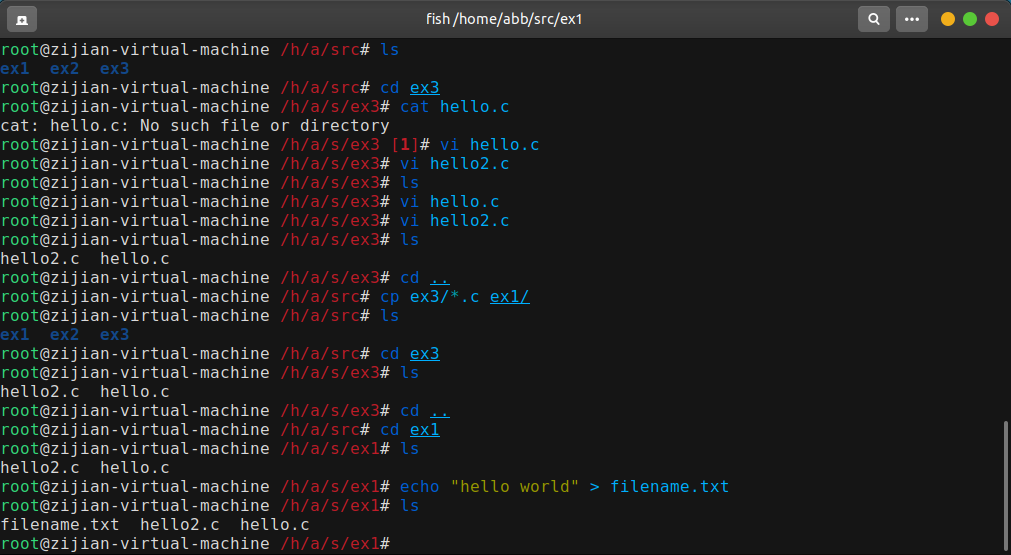 fish /home/abb/src/ex1
root@zijian-virtual-machine /h/a/src# ls
ex1  ex2  ex3
root@zijian-virtual-machine /h/a/src# cd ex3
root@zijian-virtual-machine /h/a/s/ex3# cat hello.c
cat: hello.c: No such file or directory
root@zijian-virtual-machine /h/a/s/ex3 [1]# vi hello.c
root@zijian-virtual-machine /h/a/s/ex3# vi hello2.c
root@zijian-virtual-machine /h/a/s/ex3# ls
root@zijian-virtual-machine /h/a/s/ex3# vi hello.c
root@zijian-virtual-machine /h/a/s/ex3# vi hello2.c
root@zijian-virtual-machine /h/a/s/ex3# ls
hello2.c  hello.c
root@zijian-virtual-machine /h/a/s/ex3# cd ..
root@zijian-virtual-machine /h/a/src# cp ex3/*.c ex1/
root@zijian-virtual-machine /h/a/src# ls
ex1  ex2  ex3
root@zijian-virtual-machine /h/a/src# cd ex3
root@zijian-virtual-machine /h/a/s/ex3# ls
hello2.c  hello.c
root@zijian-virtual-machine /h/a/s/ex3# cd ..
root@zijian-virtual-machine /h/a/src# cd ex1
root@zijian-virtual-machine /h/a/s/ex1# ls
hello2.c  hello.c
root@zijian-virtual-machine /h/a/s/ex1# echo "hello world" > filename.txt
root@zijian-virtual-machine /h/a/s/ex1# ls
filename.txt  hello2.c  hello.c
root@zijian-virtual-machine /h/a/s/ex1#